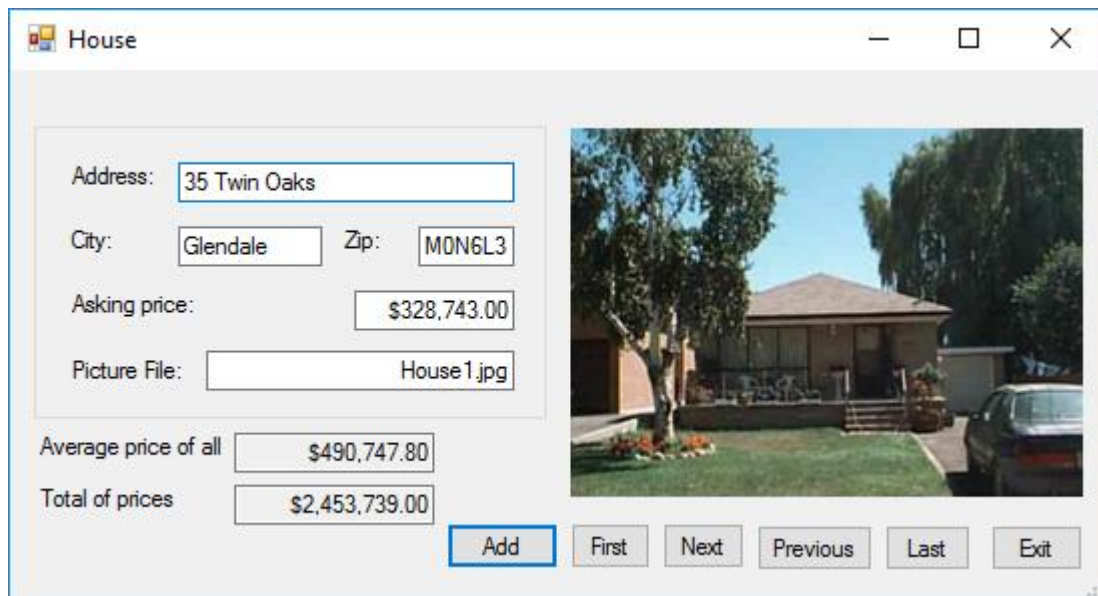 House
Address: 35 Twin Oaks
City: Glendale Zip: M0N6L3
Asking price: $328,743.00
Picture File: House1.jpg
Average price of all $490,747.80
Total of prices $2,453,739.00
Add First Next Previous Last Exit